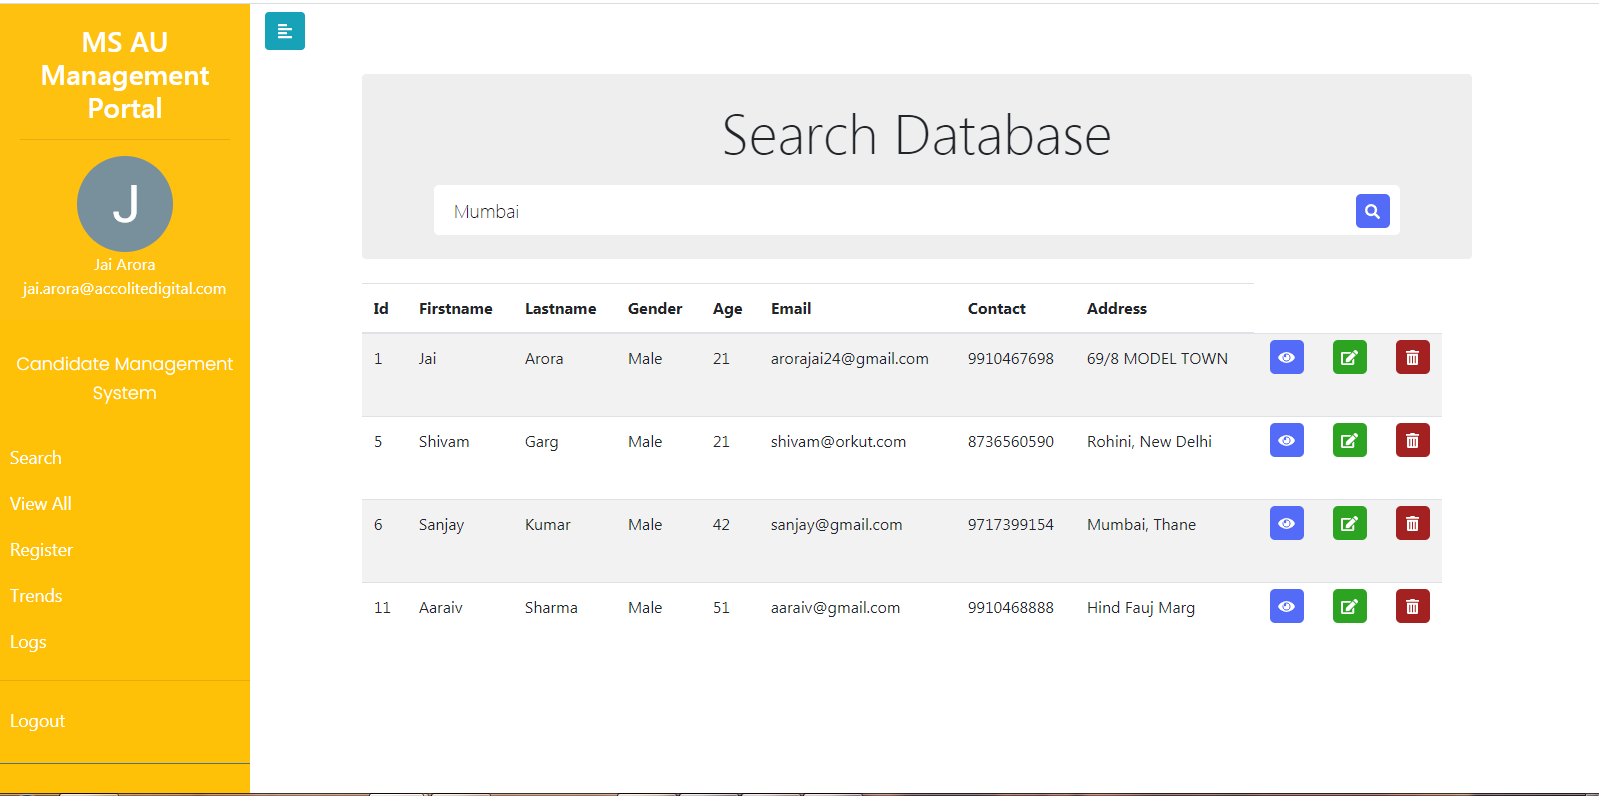 MS AU
Management
Portal
J
Jai Arora
jai.arora@accolitedigital.com
Candidate Management
System
Search
View All
Register
Trends
Logs
Logout
Search Database
Mumbai
Id Firstname Lastname Gender Age Email Contact Address
1 Jai Arora Male 21 arorajai24@gmail.com 9910467698 69/8 MODEL TOWN
5 Shivam Garg Male 21 shivam@orkut.com 8736560590 Rohini, New Delhi
6 Sanjay Kumar Male 42 sanjay@gmail.com 9717399154 Mumbai, Thane
11 Aaraiv Sharma Male 51 aaraiv@gmail.com 9910468888 Hind Fauj Marg